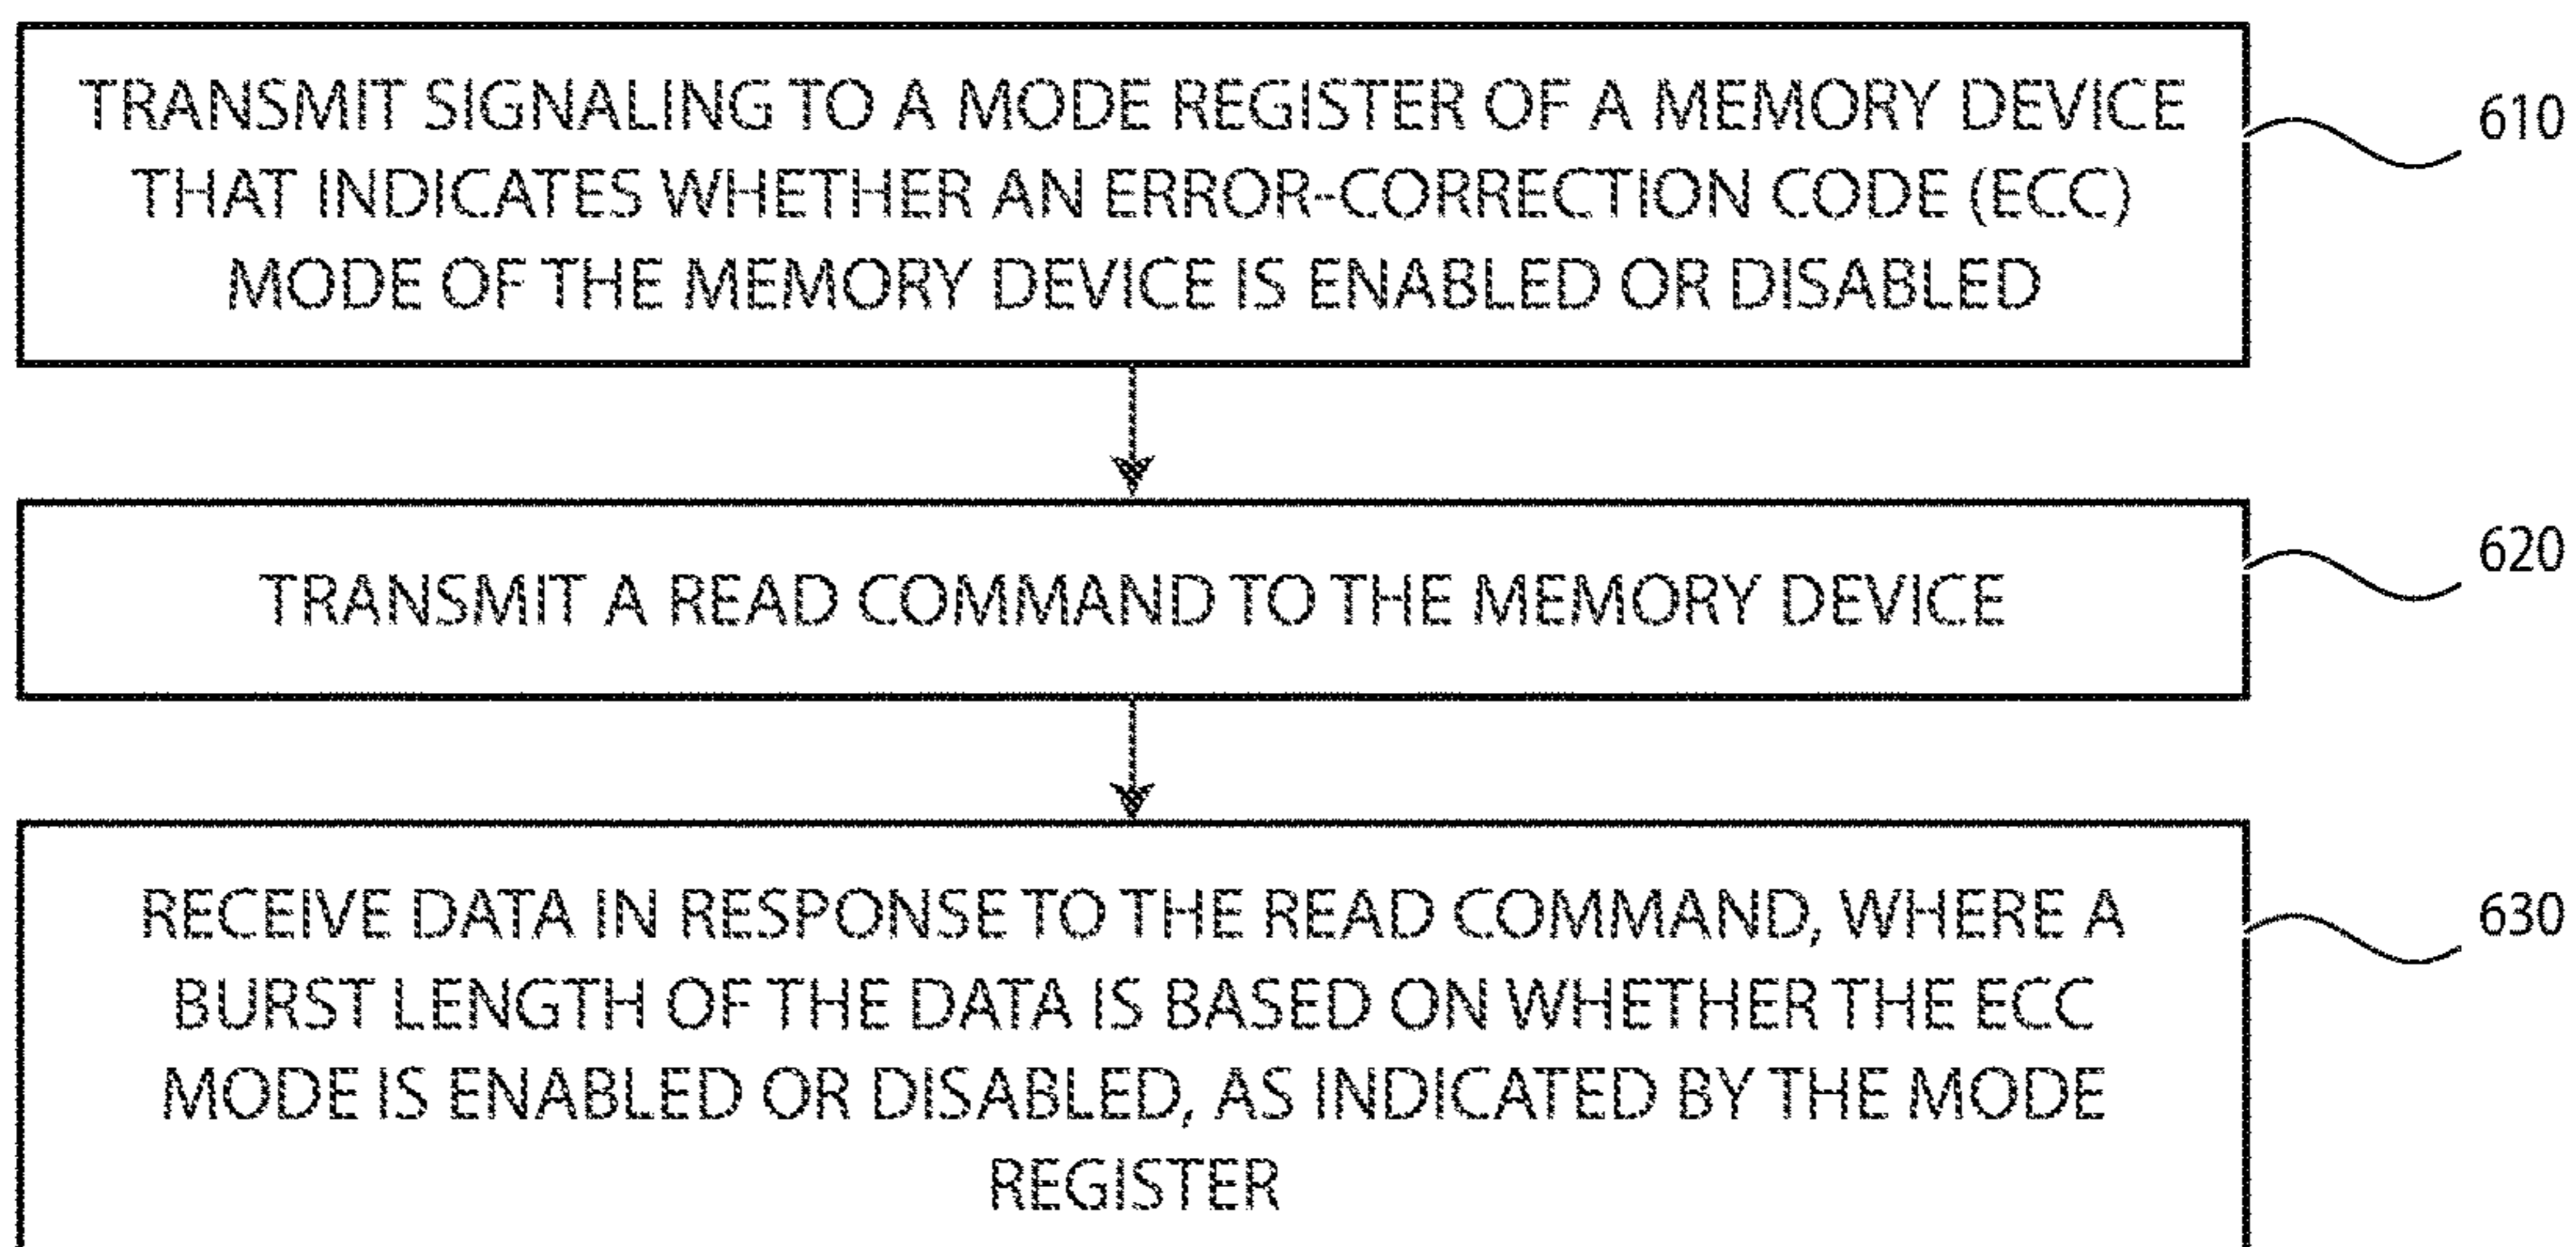 TRANSMIT SIGNALING TO A MODE REGISTER OF A MEMORY DEVICE
THAT INDICATES WHETHER AN ERROR-CORRECTION CODE (ECC)
MODE OF THE MEMORY DEVICE IS ENABLED OR DISABLED
610
TRANSMIT A READ COMMAND TO THE MEMORY DEVICE
620
RECEIVE DATA IN RESPONSE TO THE READ COMMAND, WHERE A
BURST LENGTH OF THE DATA IS BASED ON WHETHER THE ECC
MODE IS ENABLED OR DISABLED, AS INDICATED BY THE MODE
REGISTER
630